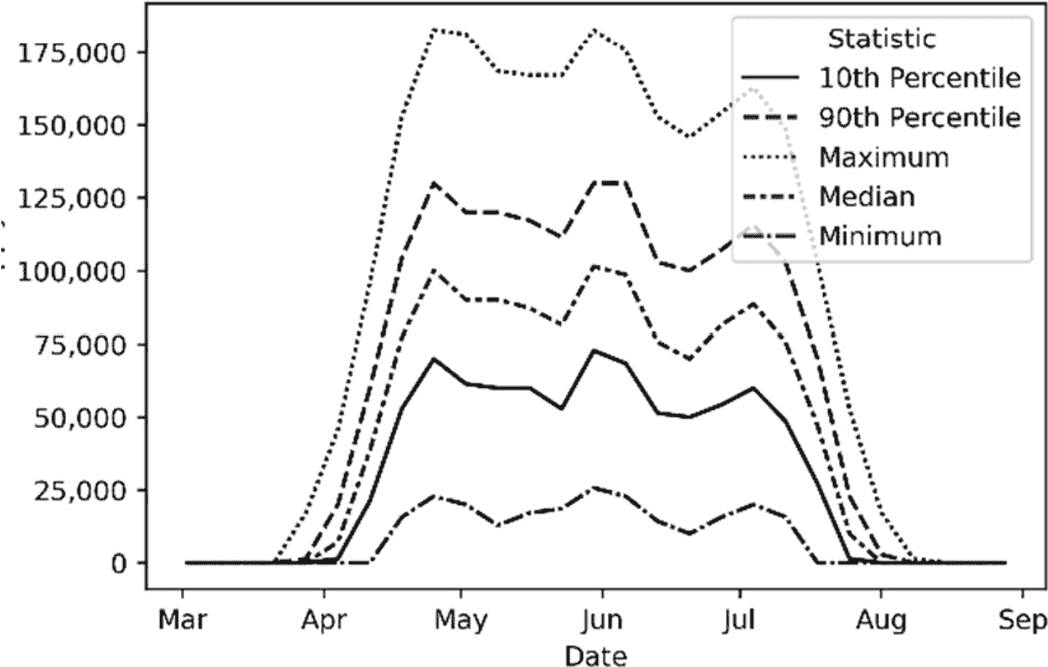 175,000
150,000
125,000
100,000
75,000
50,000
25,000
0
Statistic
10th Percentile
90th Percentile
Maximum
Median
Minimum
Mar Apr May Jun Jul Aug Sep
Date